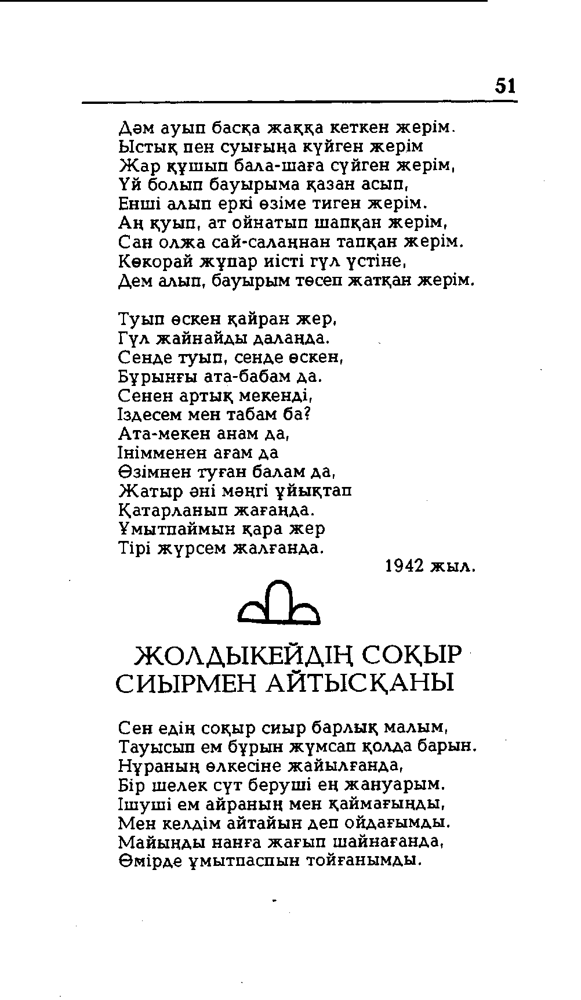 51
Дәм ауып басқа жаққа кеткен жерім.
Ыстық пен суығыңа күйген жерім
Жар құшып бала-шаға сүйген жерім,
Үй болып бауырыма қазан асып,
Енші алып еркі өзіме тиген жерім.
Аң қуып, ат ойнатып шапқан жерім,
Сан олжа сай-салаңнан тапқан жерім.
Көкорай жұпар иісті гүл үстіне,
Дем алып, бауырым төсеп жатқан жерім.
Туып өскен қайран жер,
Гүл жайнайды далаңда.
Сенде туып, сенде өскен,
Бұрынғы ата-бабам да.
Сенен артық мекенді,
Іздесем мен табам ба?
Ата-мекен анам да,
Інімменен ағам да
Өзімнен туған балам да,
Жатыр әні мәңгі ұйықтап
Қатарланып жағаңда.
Ұмытпаймын қара жер
Тірі жүрсем жалғанда.
1942 жыл.
ЖОЛДЫКЕЙДІҢ СОҚЫР
СИЫРМЕН АЙТЫСҚАНЫ
Сен едің соқыр сиыр барлық малым,
Тауысып ем бұрын жүмсап қолда барын.
Нұраның өлкесіне жайылғанда,
Бір шелек сүт беруші ең жануарым.
Ішуші ем айраның мен қаймағыңды,
Мен келдім айтайын деп ойдағымды.
Майыңды нанға жағып шайнағанда,
Өмірде ұмытпаспын тойғанымды.